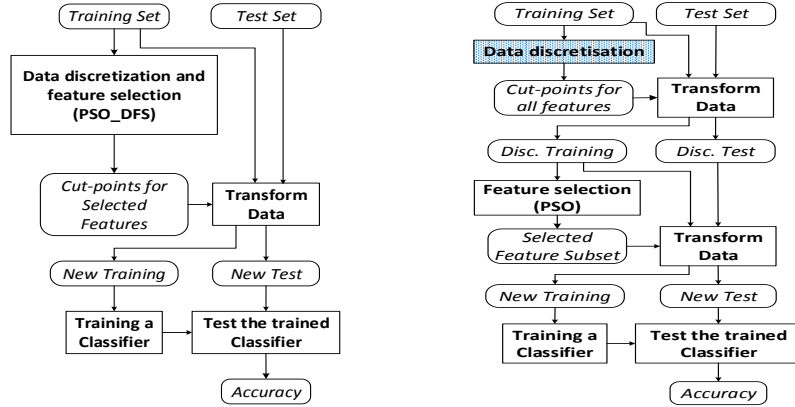 Training Set
Test Set
Data discretization and
feature selection
(PSO_DFS)
Cut-points for
Selected
Features
Transform
Data
New Training
New Test
Training a
Classifier
Test the trained
Classifier
Accuracy
Training Set
Test Set
Data discretisation
Cut-points for
all features
Transform
Data
Disc. Training
Disc. Test
Feature selection
(PSO)
Selected
Feature Subset
Transform
Data
New Training
New Test
Training a
Classifier
Test the trained
Classifier
Accuracy